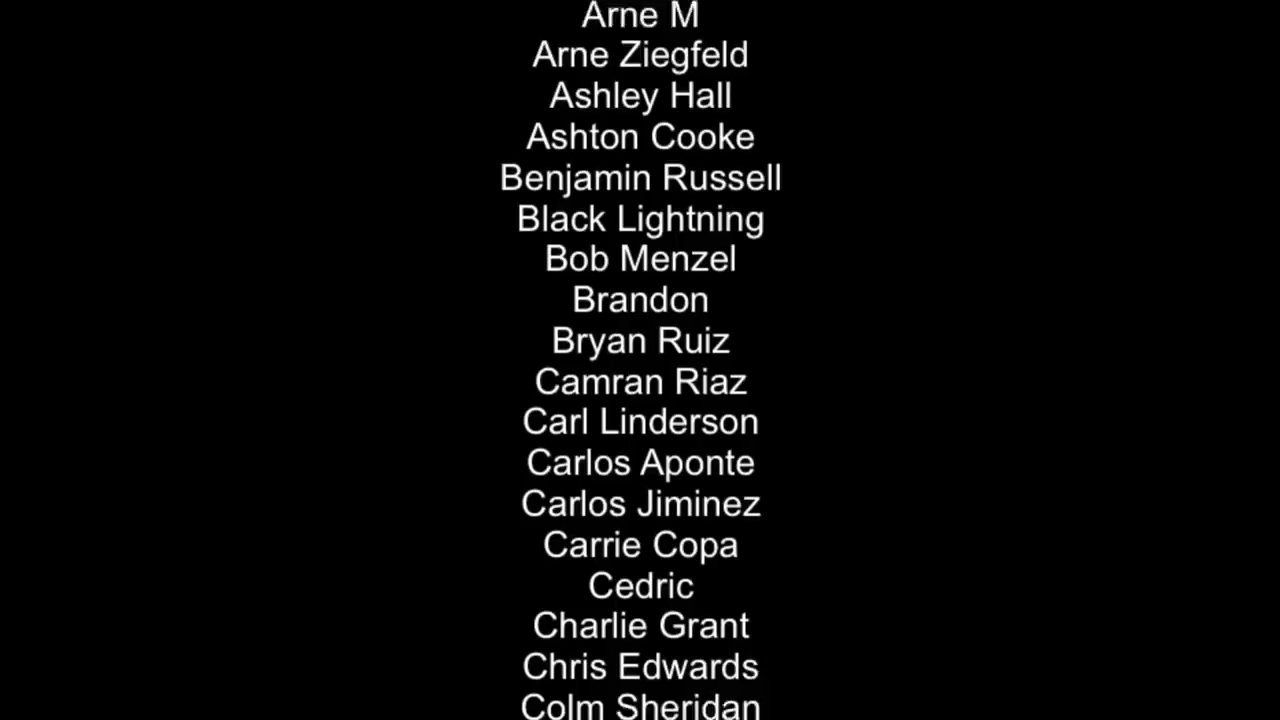 Arne M
Arne Ziegfeld
Ashley Hall
Ashton Cooke
Benjamin Russell
Black Lightning
Bob Menzel
Brandon
Bryan Ruiz
Camran Riaz
Carl Linderson
Carlos Aponte
Carlos Jiminez
Carrie Copa
Cedric
Charlie Grant
Chris Edwards
Colm Sheridan